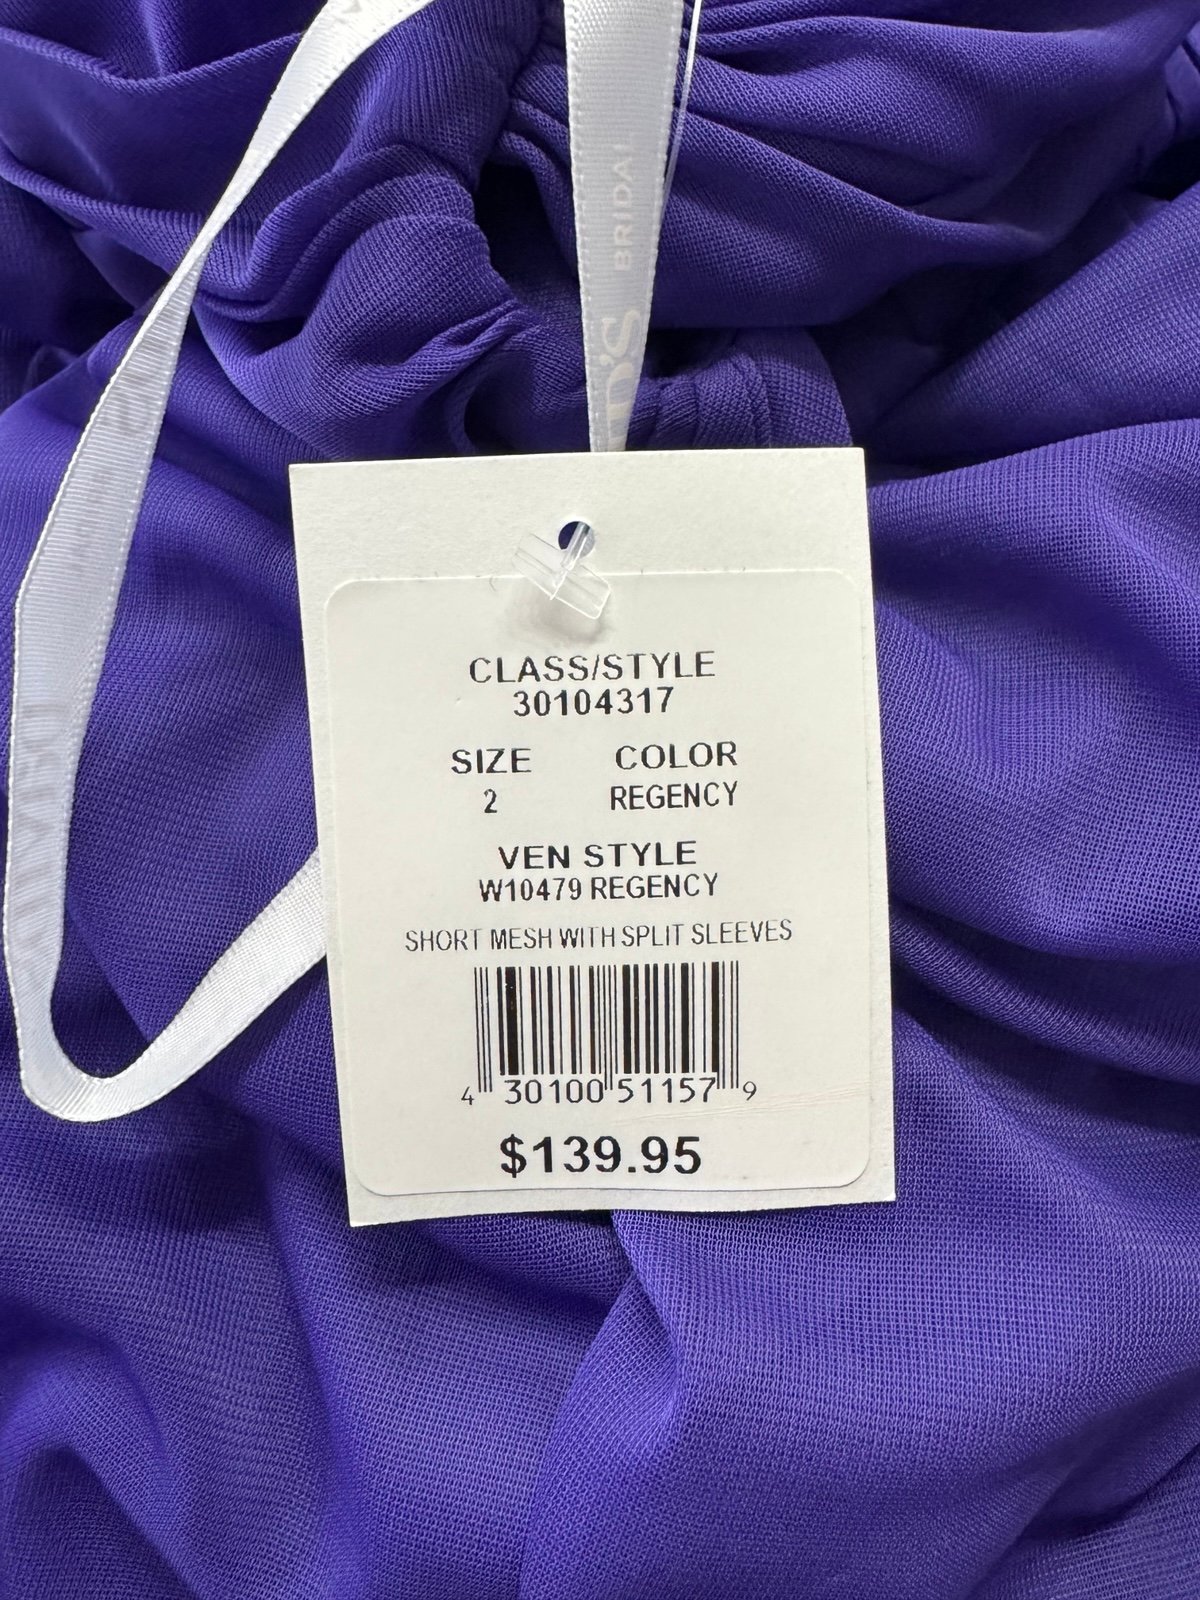 BRIDAL
CLASS/STYLE
30104317
SIZE COLOR
2 REGENCY
VEN STYLE
W10479 REGENCY
SHORT MESH WITH SPLIT SLEEVES
4 30100 51157 9
$139.95